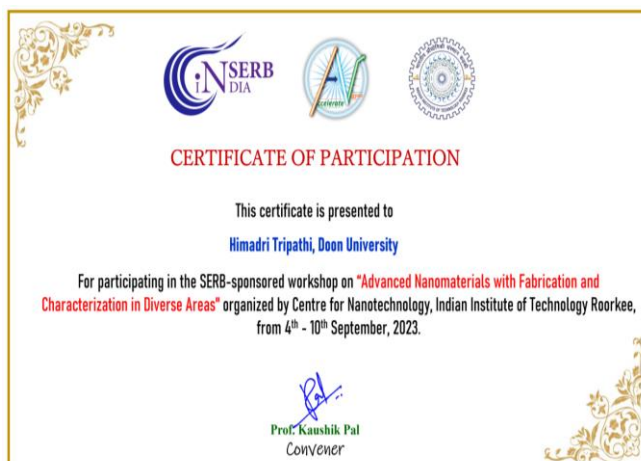 SERB
iNDIA
Accelerate
CERTIFICATE OF PARTICIPATION
This certificate is presented to
Himadri Tripathi, Doon University
For participating in the SERB-sponsored workshop on "Advanced Nanomaterials with Fabrication and
Characterization in Diverse Areas" organized by Centre for Nanotechnology, Indian Institute of Technology Roorkee,
from 4th - 10th September, 2023.
Pal
Prof. Kaushik Pal
Convener